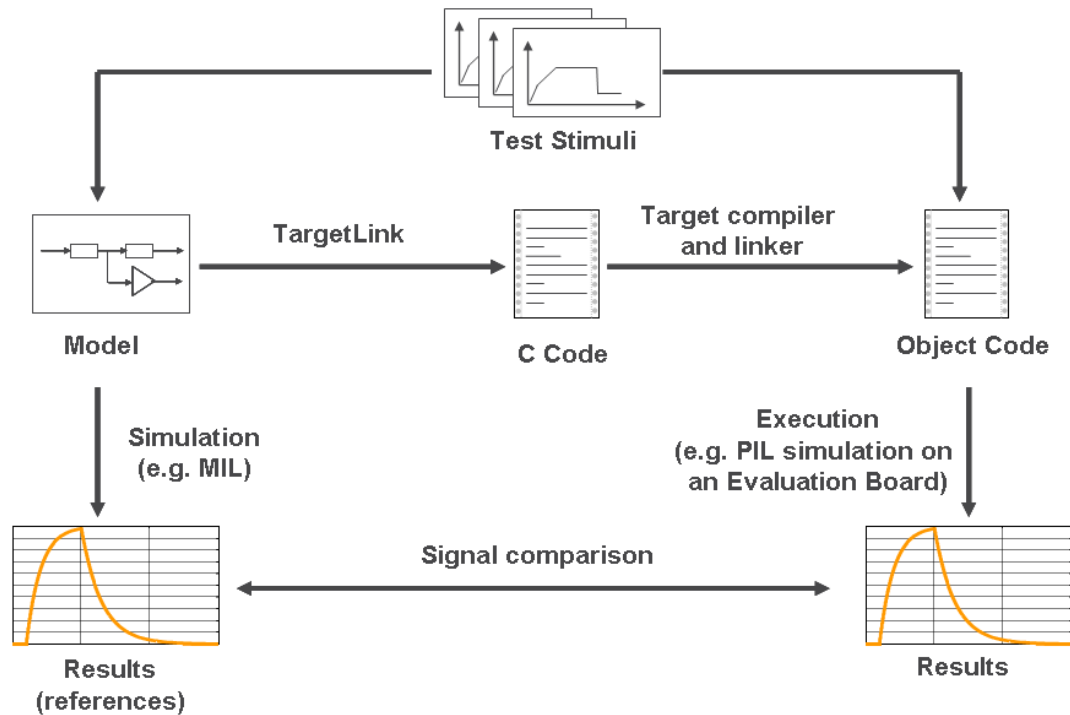 Test Stimuli
TargetLink
Target compiler
and linker
Model
C Code
Object Code
Simulation
(e.g. MIL)
Execution
(e.g. PIL simulation on
an Evaluation Board)
Signal comparison
Results
(references)
Results